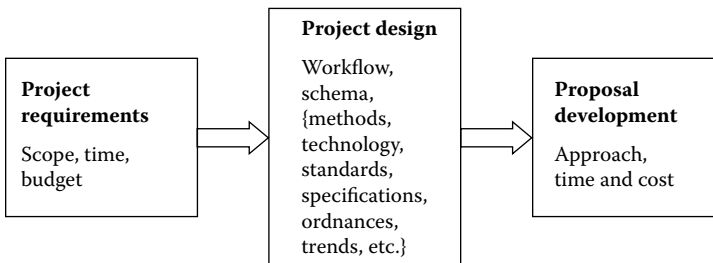 Project
requirements
Scope, time,
budget
Project design
Workflow,
schema,
{methods,
technology,
standards,
specifications,
ordnances,
trends, etc.}
Proposal
development
Approach,
time and cost